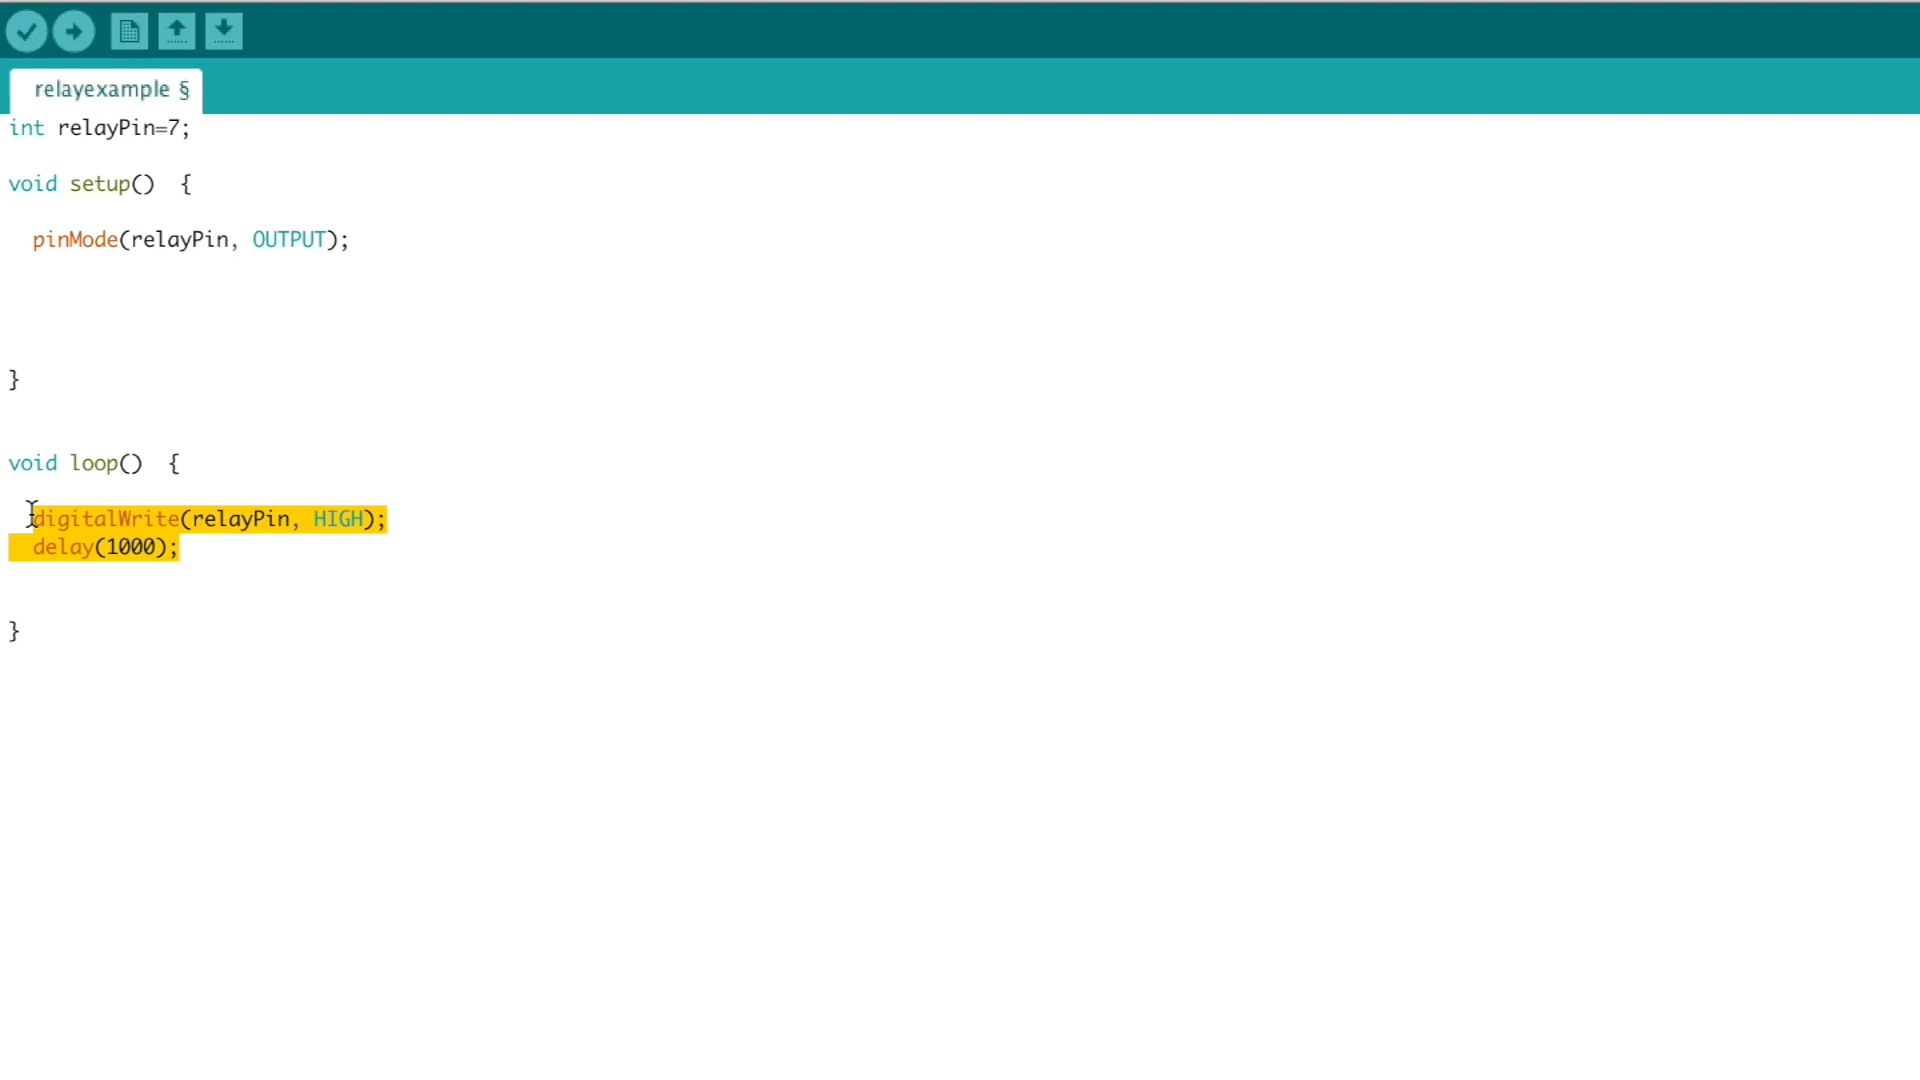 relayexample §
int relayPin=7;
void setup()  {
  pinMode(relayPin, OUTPUT);
}
void loop()  {
  digitalWrite(relayPin, HIGH);
  delay(1000);
}